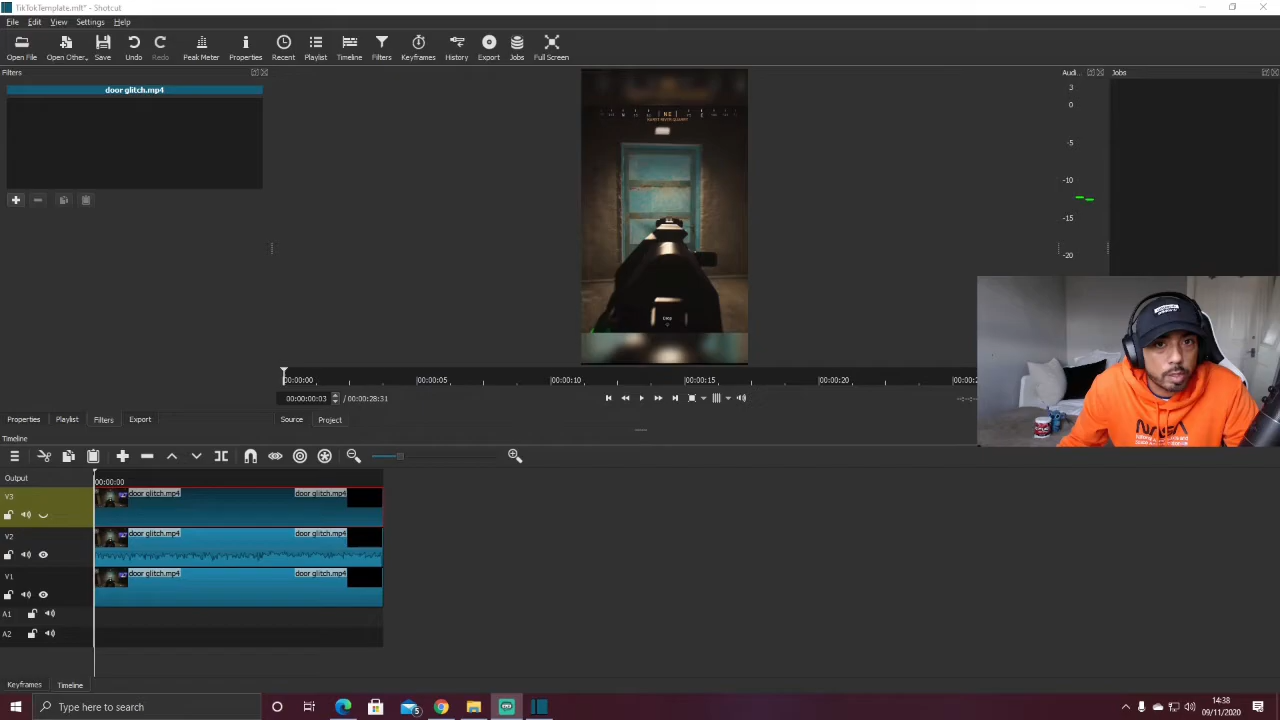 TikTokTemplate.mlt* - Shotcut
File Edit View Settings Help
Open File Open Other.. Save Undo Redo Peak Meter Properties Recent Playlist Timeline Filters Keyframes History Export Jobs Full Screen
Filters
Audi...
Jobs
door glitch.mp4
3
0
-5
-10
-15
-20
NE
Drop
NASA
00:00:00 |00:00:05 |00:00:10 |00:00:15 |00:00:20
00:00:00:03 / 00:00:28:31
--:--:--
Properties Playlist Filters Export
Source Project
Timeline
Output
00:00:00
V3
door glitch.mp4 door glitch.mp4
V2
door glitch.mp4 door glitch.mp4
V1
door glitch.mp4 door glitch.mp4
A1
A2
Keyframes Timeline
Type here to search
5
14:38
09/11/2020